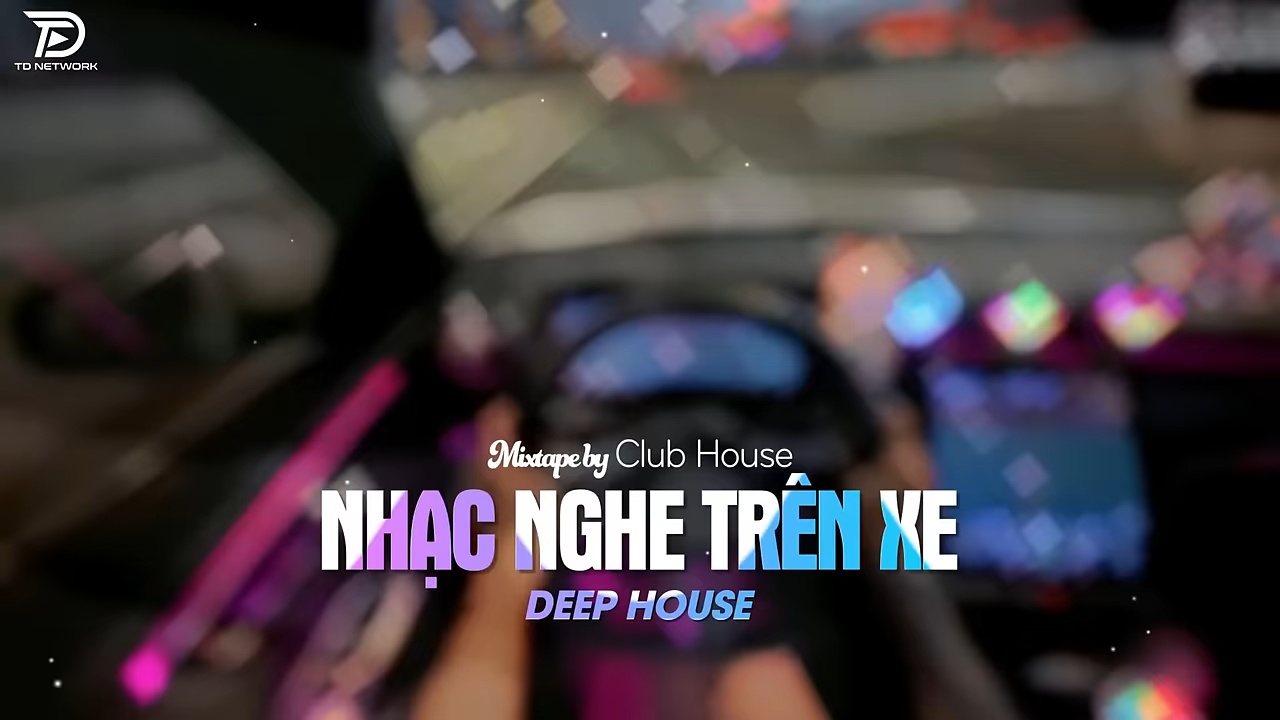 TD NETWORK
Mixtape by Club House
NHẠC NGHE TRÊN XE
DEEP HOUSE